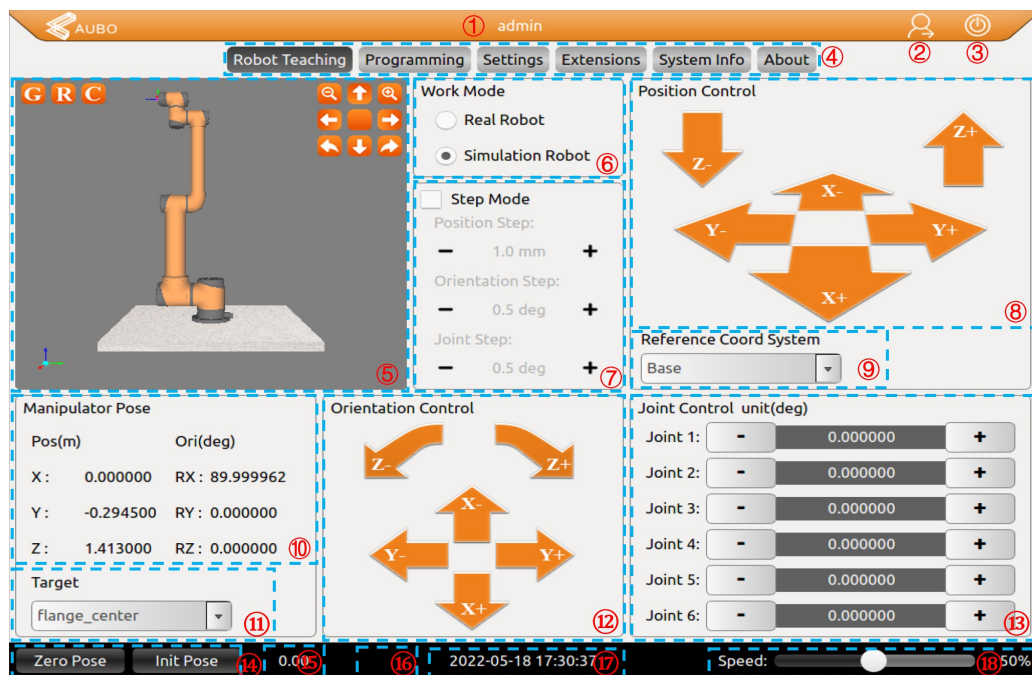 AUBO
① admin
② ③
Robot Teaching Programming Settings Extensions System Info About ④
G R C
⑤
Work Mode
Real Robot
Simulation Robot ⑥
Step Mode
Position Step:
- 1.0 mm +
Orientation Step:
- 0.5 deg +
Joint Step:
- 0.5 deg + ⑦
Position Control
Z- Z+
X-
Y- Y+
X+
⑧
Reference Coord System
Base ⑨
Manipulator Pose
Pos(m) Ori(deg)
X : 0.000000 RX : 89.999962
Y : -0.294500 RY : 0.000000
Z : 1.413000 RZ : 0.000000 ⑩
Target
flange_center ⑪
Orientation Control
Z- Z+
X-
Y- Y+
X+ ⑫
Joint Control unit(deg)
Joint 1: - 0.000000 +
Joint 2: - 0.000000 +
Joint 3: - 0.000000 +
Joint 4: - 0.000000 +
Joint 5: - 0.000000 +
Joint 6: - 0.000000 + ⑬
Zero Pose Init Pose ⑭ 0.00 ⑮ ⑯ 2022-05-18 17:30:37 ⑰ Speed: ⑱ 50%